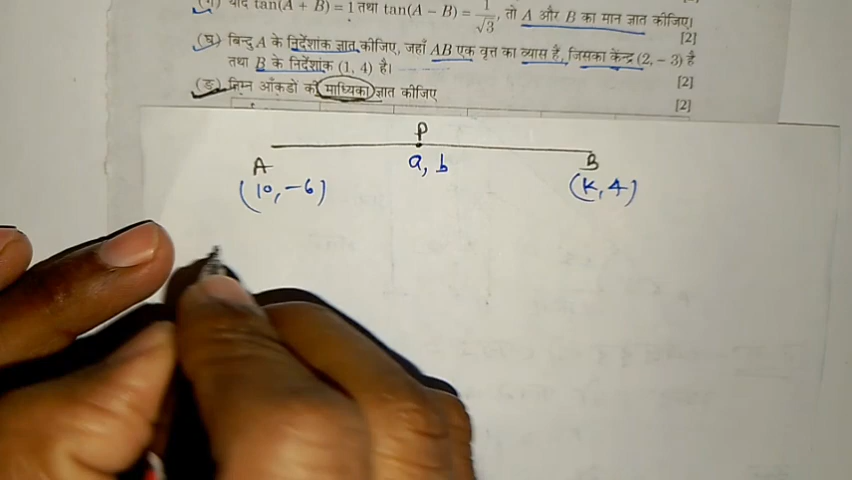 (ग) यदि tan(A + B) = 1 तथा tan(A − B) = 1/√3, तो A और B का मान ज्ञात कीजिए। [2]
(घ) बिन्दु A के निर्देशांक ज्ञात कीजिए, जहाँ AB एक वृत्त का व्यास है, जिसका केंन्द्र (2, − 3) है
तथा B के निर्देशांक (1, 4) है। [2]
(ङ) निम्न आँकडों की माध्यिका ज्ञात कीजिए [2]
P
A a, b B
(10, -6) (K, 4)